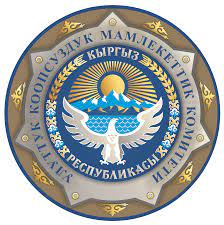 УЛУТТУК КООПСУЗДУК МАМЛЕКЕТТИК КОМИТЕТИ
КЫРГЫЗ
РЕСПУБЛИКАСЫ